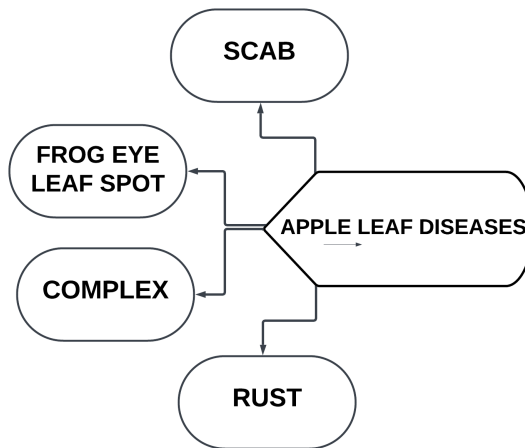 SCAB
FROG EYE
LEAF SPOT
APPLE LEAF DISEASES
COMPLEX
RUST